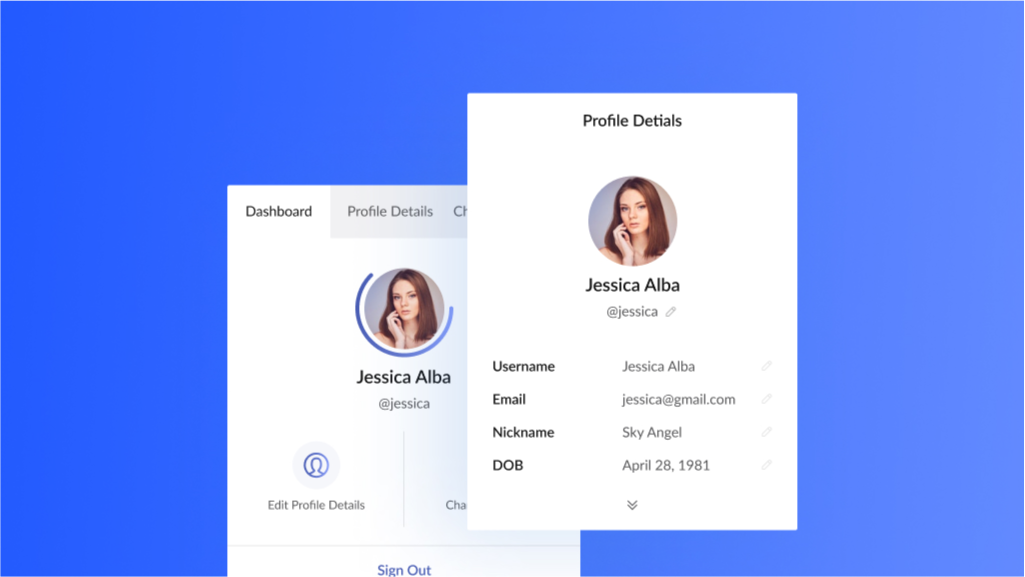 Profile Detials
Jessica Alba
@jessica
Username Jessica Alba
Email jessica@gmail.com
Nickname Sky Angel
DOB April 28, 1981
Dashboard Profile Details Ch
Jessica Alba
@jessica
Edit Profile Details Cha
Sign Out